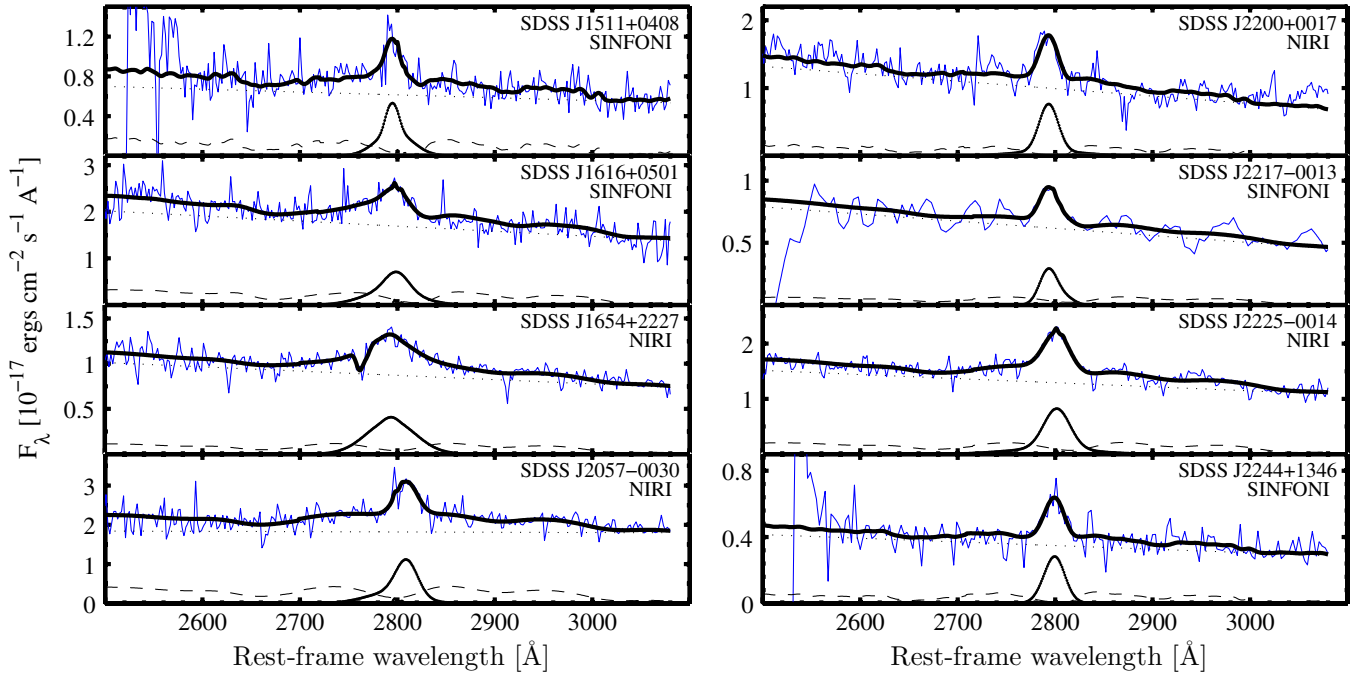 SDSS J1511+0408
SINFONI
1.2
0.8
0.4
SDSS J1616+0501
SINFONI
3
2
1
SDSS J1654+2227
NIRI
1.5
1
0.5
SDSS J2057−0030
NIRI
3
2
1
0
2600 2700 2800 2900 3000
Rest-frame wavelength [Å]
F_λ [10^−17 ergs cm^−2 s^−1 A^−1]
SDSS J2200+0017
NIRI
2
1
SDSS J2217−0013
SINFONI
1
0.5
SDSS J2225−0014
NIRI
2
1
SDSS J2244+1346
SINFONI
0.8
0.4
0
2600 2700 2800 2900 3000
Rest-frame wavelength [Å]